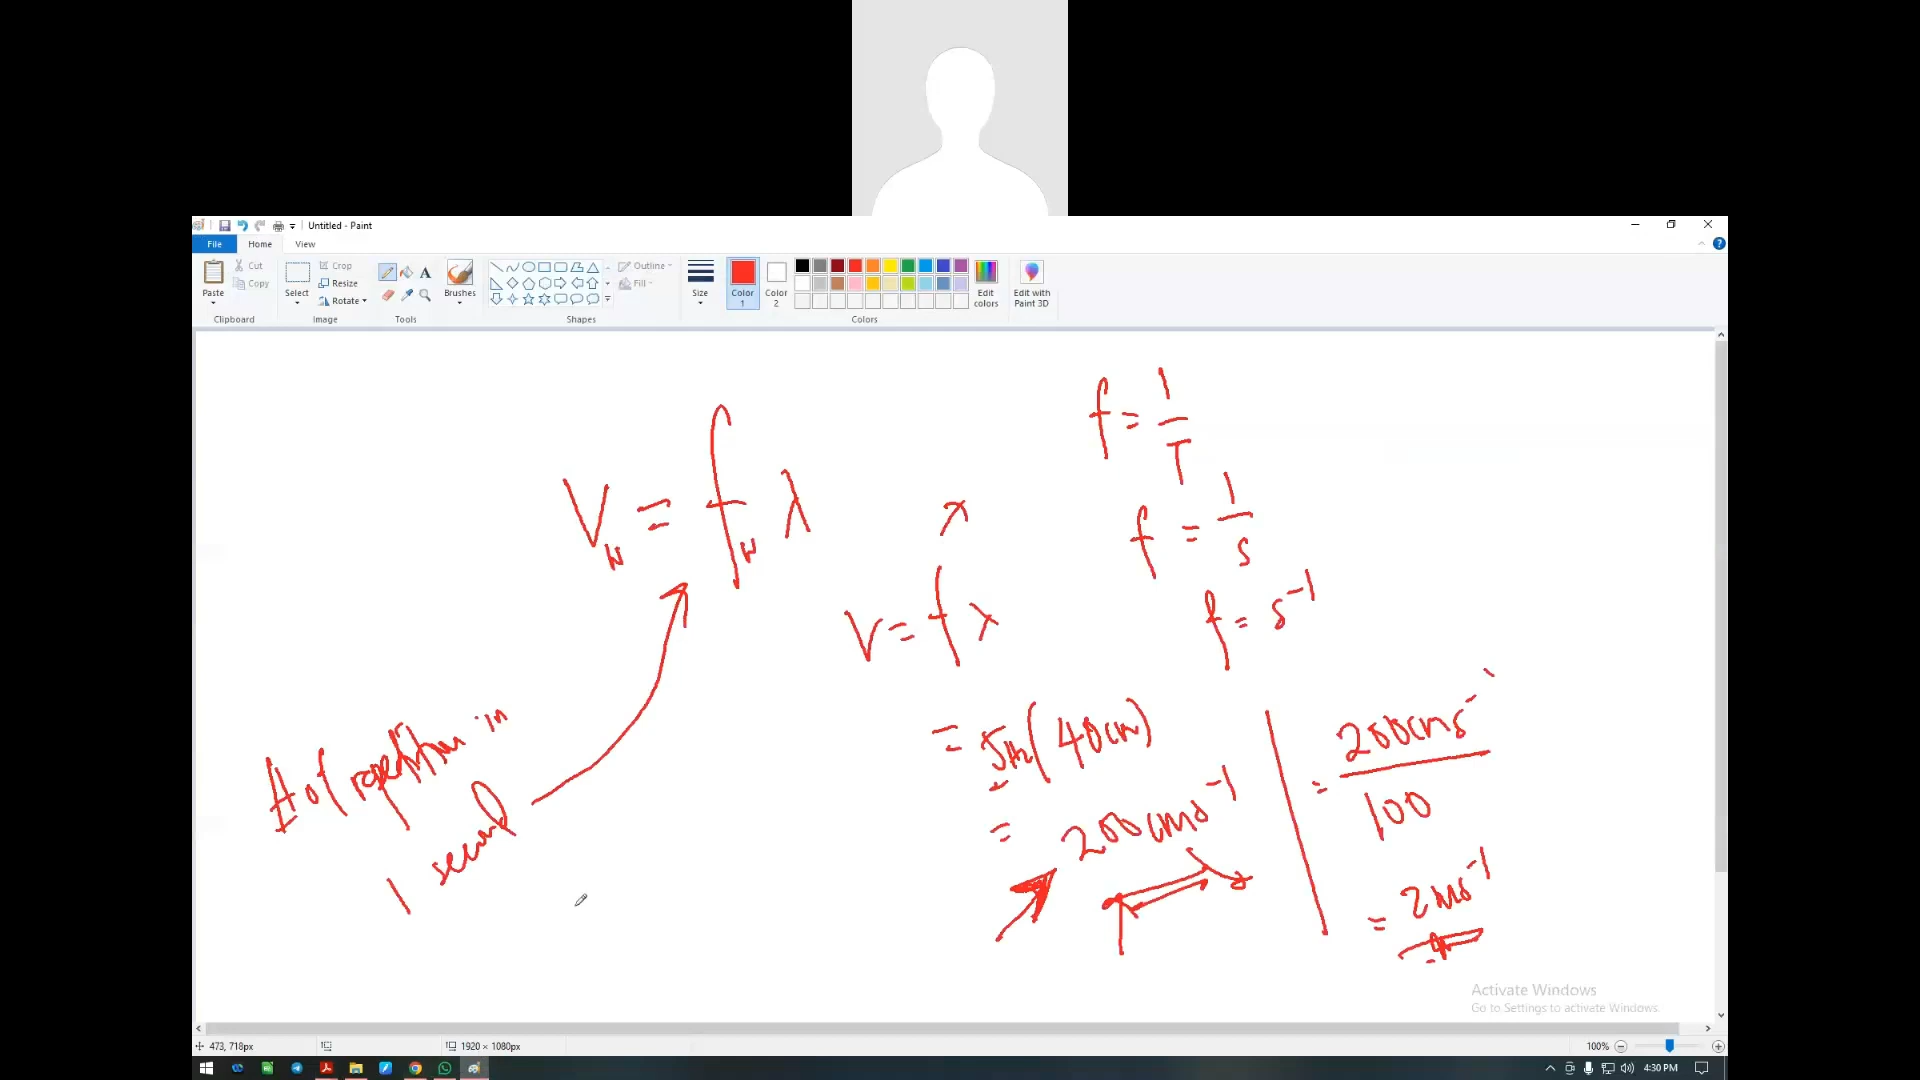 Untitled - Paint
File Home View
Paste
Cut
Copy
Clipboard
Select
Crop
Resize
Rotate
Image
A
Tools
Brushes
Shapes
Outline
Fill
Size
Color 1
Color 2
Colors
Edit colors
Edit with Paint 3D
f = 1/T
V = f λ
λ
f = 1/s
f = s⁻¹
V = f λ
# of repetition in
1 second
= 5Hz(40cm)
= 200cms⁻¹
= 200cms⁻¹
100
= 2ms⁻¹
Activate Windows
Go to Settings to activate Windows.
473, 718px
1920 × 1080px
100%
4:30 PM